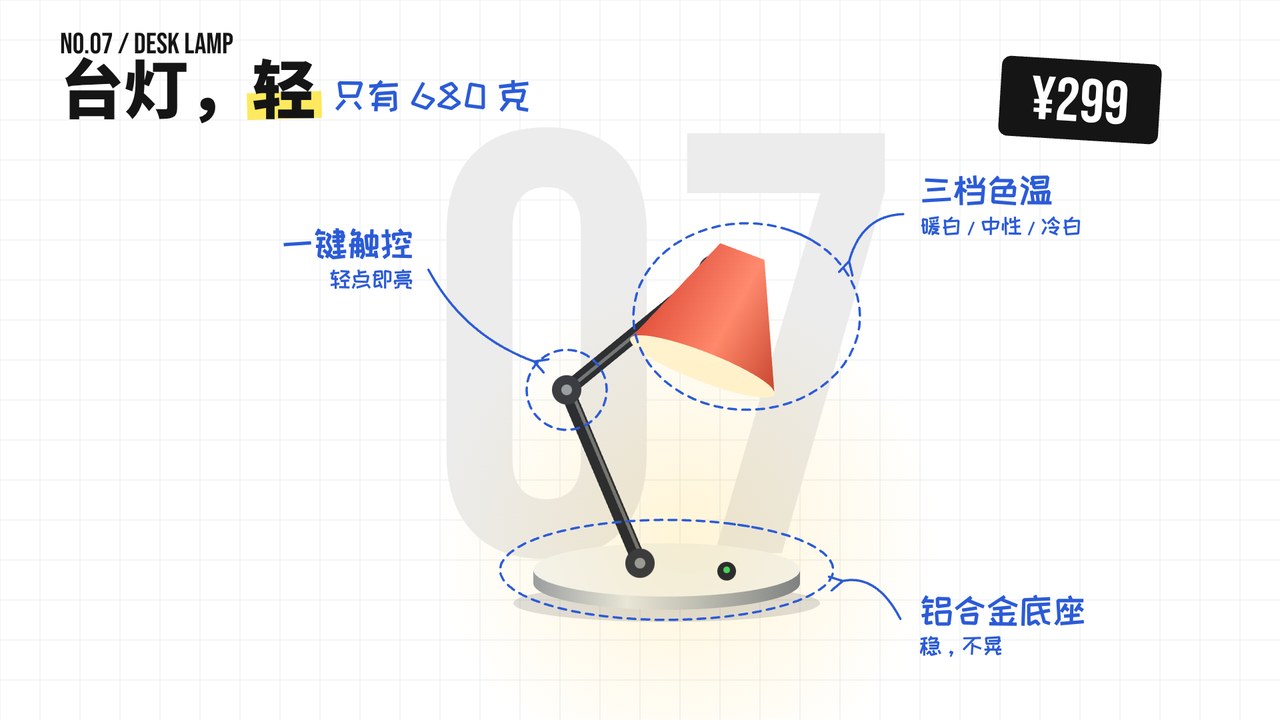 NO.07 / DESK LAMP
台灯，轻 只有 680 克
¥299
07
三档色温
暖白 / 中性 / 冷白
一键触控
轻点即亮
铝合金底座
稳，不晃